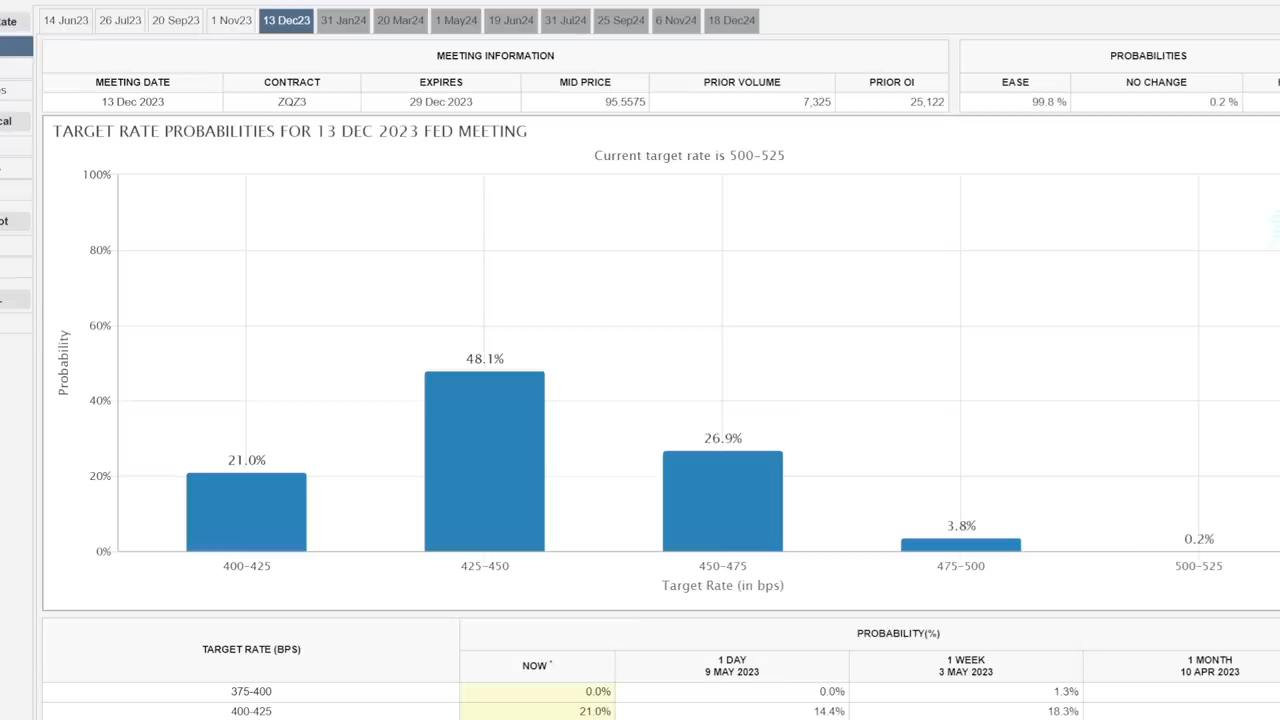 ate
14 Jun23 26 Jul23 20 Sep23 1 Nov23 13 Dec23 31 Jan24 20 Mar24 1 May24 19 Jun24 31 Jul24 25 Sep24 6 Nov24 18 Dec24
MEETING INFORMATION
PROBABILITIES
MEETING DATE CONTRACT EXPIRES MID PRICE PRIOR VOLUME PRIOR OI
EASE NO CHANGE
13 Dec 2023 ZQZ3 29 Dec 2023 95.5575 7,325 25,122
99.8 % 0.2 %
cal
ot
TARGET RATE PROBABILITIES FOR 13 DEC 2023 FED MEETING
Current target rate is 500–525
100%
80%
60%
40%
20%
0%
Probability
21.0%
48.1%
26.9%
3.8%
0.2%
400–425 425–450 450–475 475–500 500–525
Target Rate (in bps)
TARGET RATE (BPS)
PROBABILITY(%)
NOW *
1 DAY
9 MAY 2023
1 WEEK
3 MAY 2023
1 MONTH
10 APR 2023
375-400 0.0% 0.0% 1.3%
400-425 21.0% 14.4% 18.3%